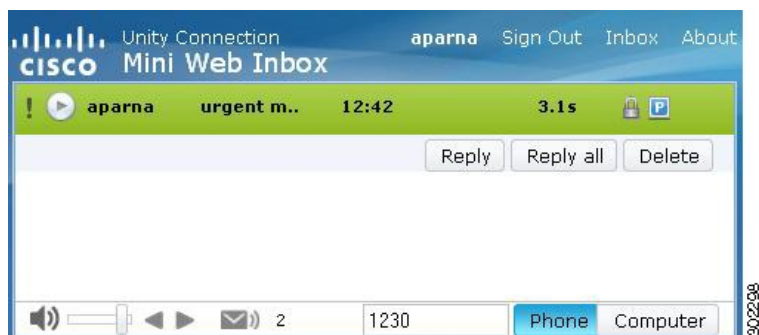 Unity Connection aparna Sign Out Inbox About
CISCO Mini Web Inbox
! aparna urgent m.. 12:42 3.1s P
Reply Reply all Delete
2 1230 Phone Computer
302298